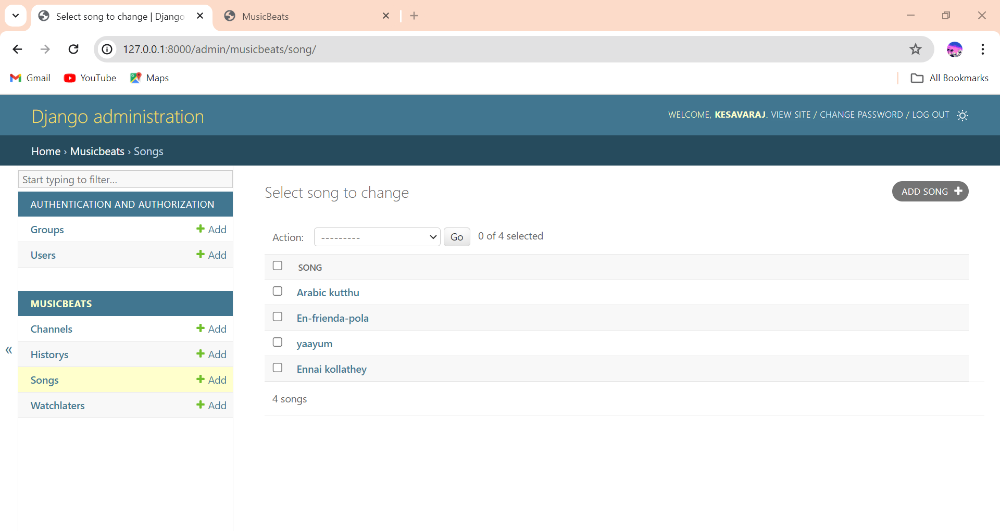 Select song to change | Django
MusicBeats
127.0.0.1:8000/admin/musicbeats/song/
Gmail
YouTube
Maps
All Bookmarks
Django administration
WELCOME, KESAVARAJ. VIEW SITE / CHANGE PASSWORD / LOG OUT
Home › Musicbeats › Songs
Start typing to filter...
AUTHENTICATION AND AUTHORIZATION
Groups Add
Users Add
MUSICBEATS
Channels Add
Historys Add
«
Songs Add
Watchlaters Add
Select song to change
ADD SONG
Action: --------- Go 0 of 4 selected
SONG
Arabic kutthu
En-frienda-pola
yaayum
Ennai kollathey
4 songs